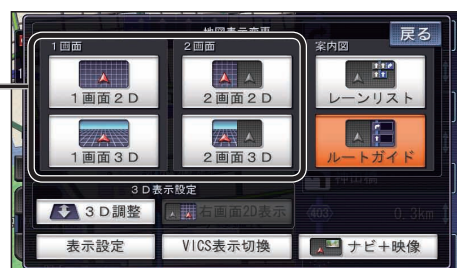 地図表示変更
戻る
1画面
2画面
案内図
1画面2D
2画面2D
レーンリスト
1画面3D
2画面3D
ルートガイド
3D表示設定
3D調整
右画面2D表示
403
0.3km
表示設定
VICS表示切換
ナビ+映像